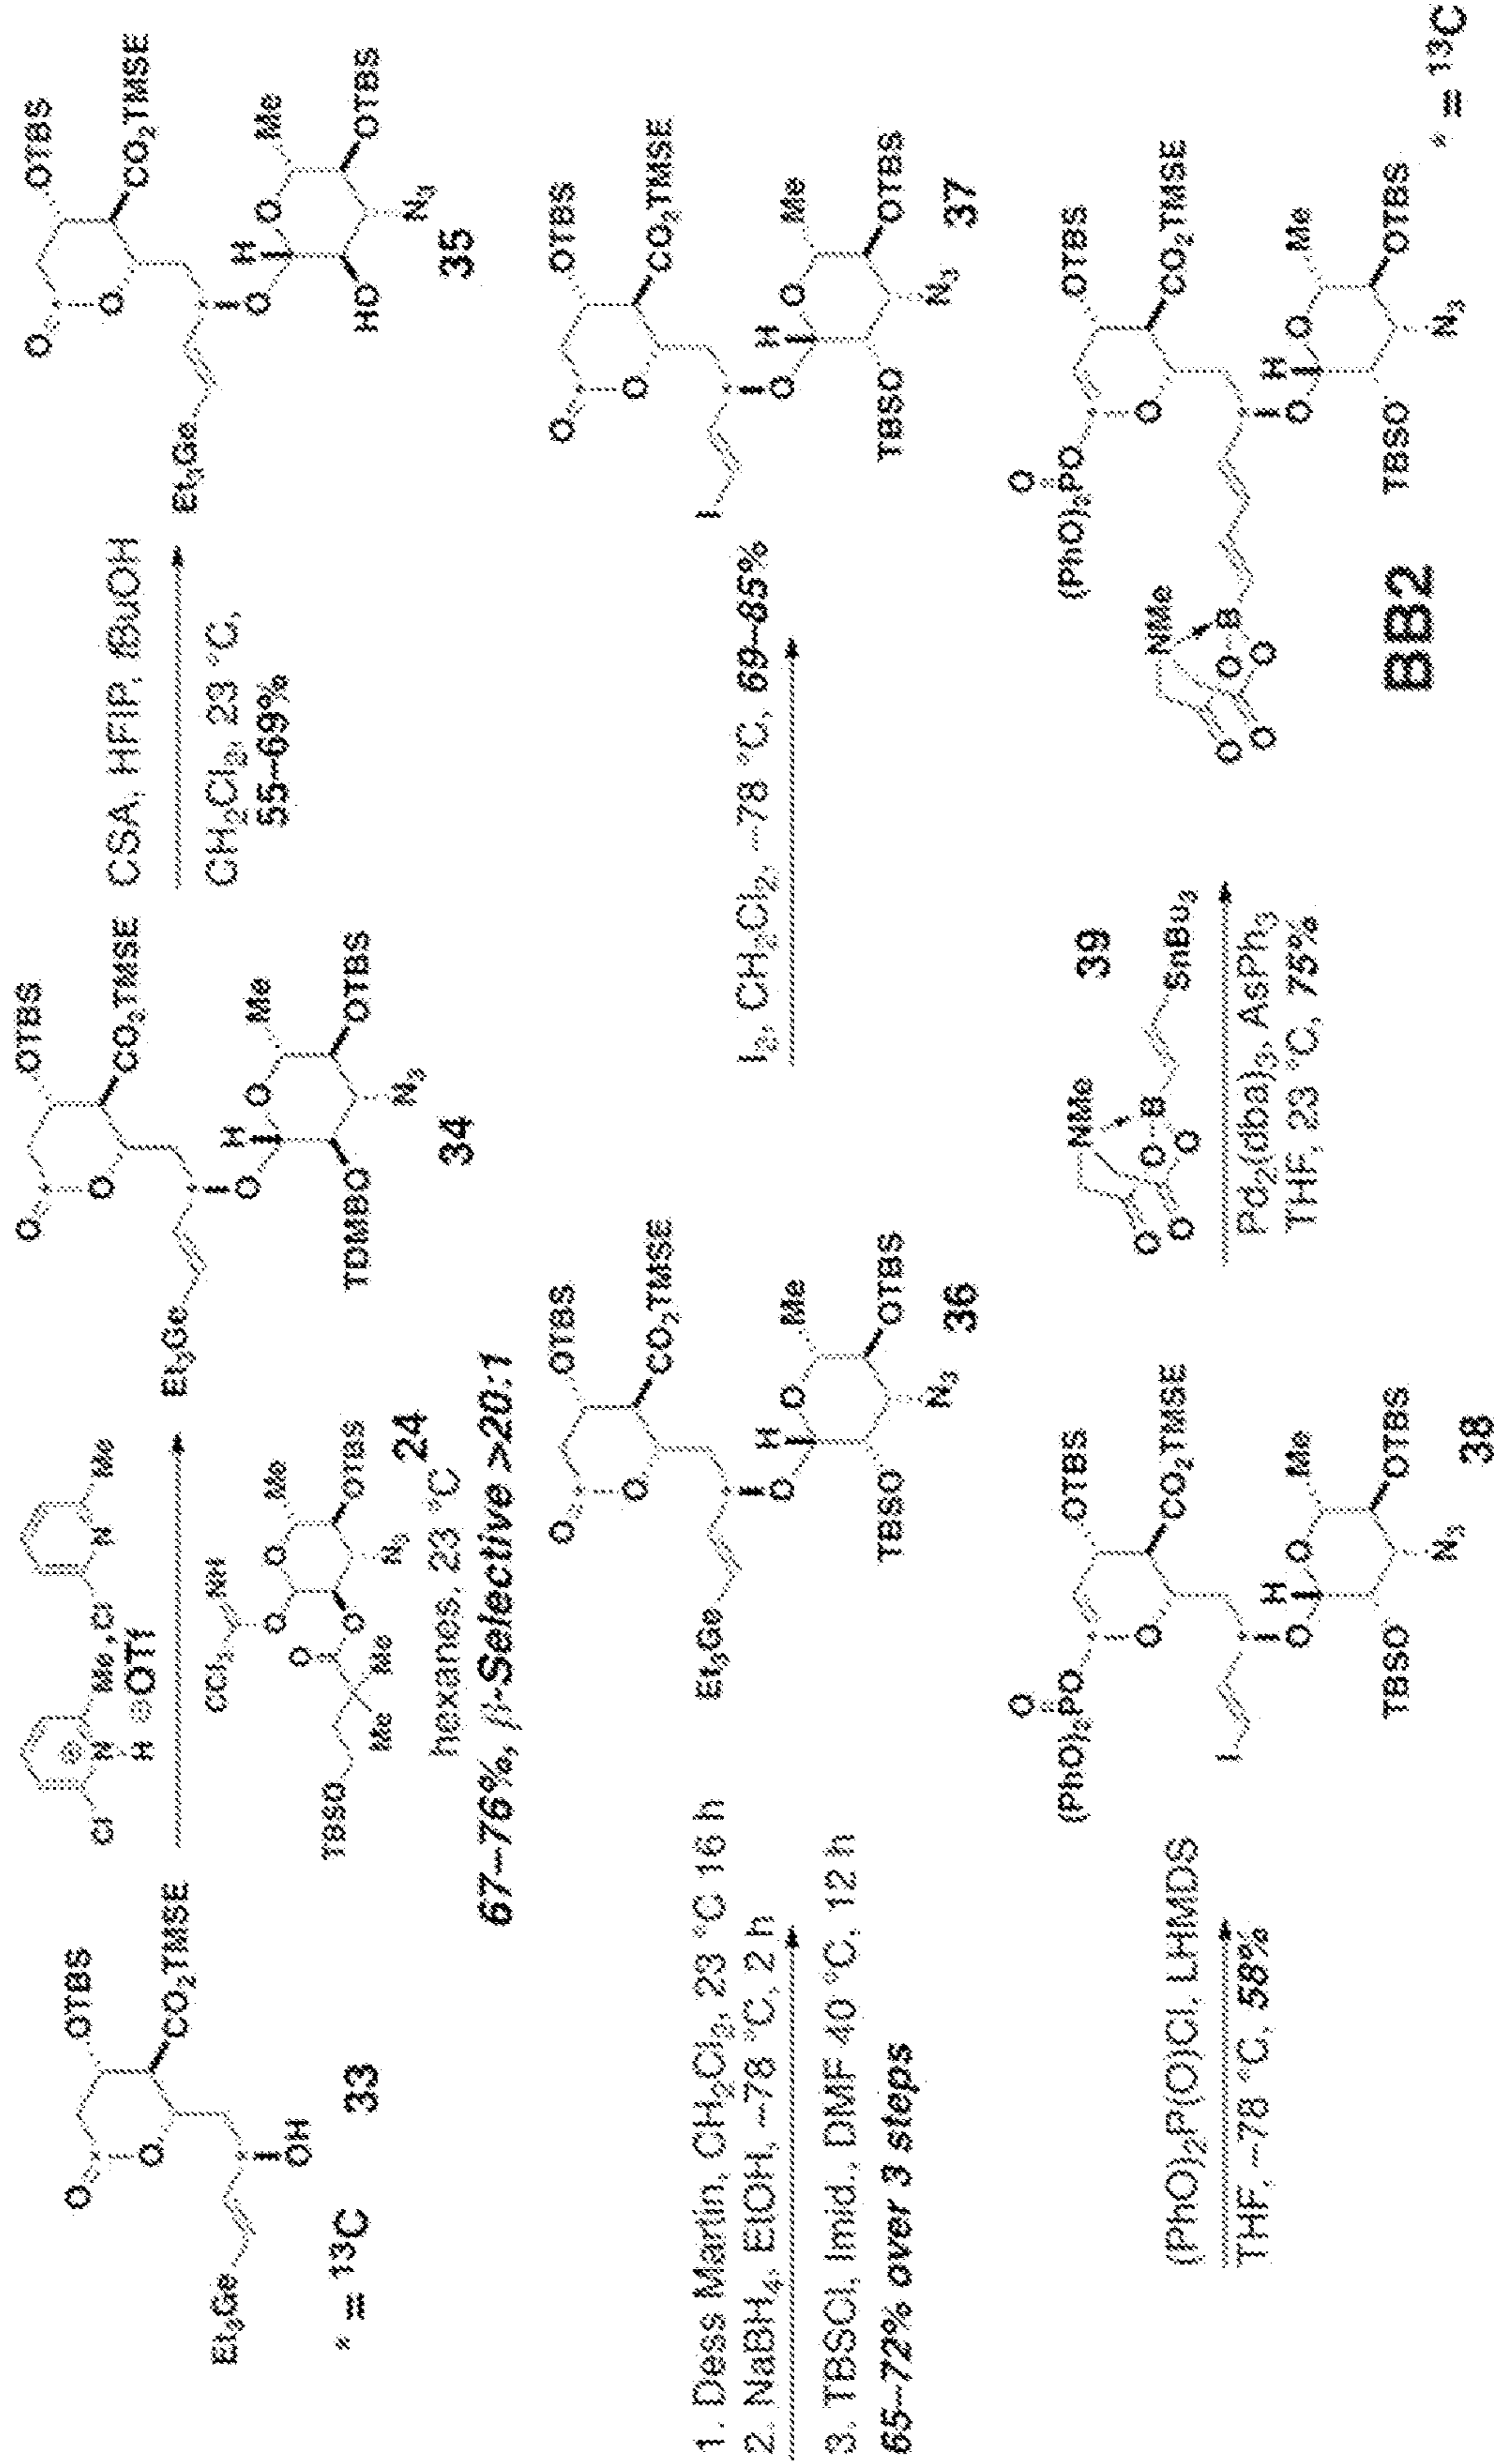 O
OTBS
CO2TMSE
O
Et3Ge
OH
* = 13C
33
Cl
N
H
Me, Cl
N
Me
⊕
⊖OTf
CCl3
NH
O
O
Me
OTBS
N3
O
O
Me
Me
TBSO
24
hexanes, 23 °C
67–76%, β-Selective >20:1
O
OTBS
CO2TMSE
O
Et3Ge
O
H
O
Me
OTBS
N3
TDMBO
34
CSA, HFIP, tBuOH
CH2Cl2, 23 °C,
55–69%
O
OTBS
CO2TMSE
O
Et3Ge
O
H
O
Me
OTBS
N3
HO
35
1. Dess Martin, CH2Cl2, 23 °C 16 h
2. NaBH4, EtOH, –78 °C, 2 h
3. TBSCl, Imid., DMF 40 °C, 12 h
65–72% over 3 steps
O
OTBS
CO2TMSE
O
Et3Ge
O
H
O
Me
OTBS
N3
TBSO
36
I2, CH2Cl2, –78 °C, 69–85%
O
OTBS
CO2TMSE
O
I
O
H
O
Me
OTBS
N3
TBSO
37
(PhO)2P(O)Cl, LHMDS
THF, –78 °C, 58%
O
(PhO)2PO
OTBS
CO2TMSE
O
I
O
H
O
Me
OTBS
N3
TBSO
38
NMe
B
O
O
O
O
SnBu3
39
Pd2(dba)3, AsPh3
THF, 23 °C, 75%
O
(PhO)2PO
OTBS
CO2TMSE
O
NMe
B
O
O
O
O
O
H
O
Me
OTBS
N3
TBSO
BB2
* = 13C